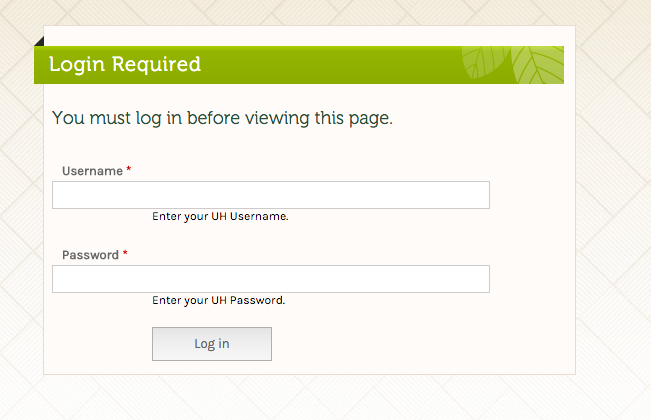 Login Required
You must log in before viewing this page.
Username *
Enter your UH Username.
Password *
Enter your UH Password.
Log in